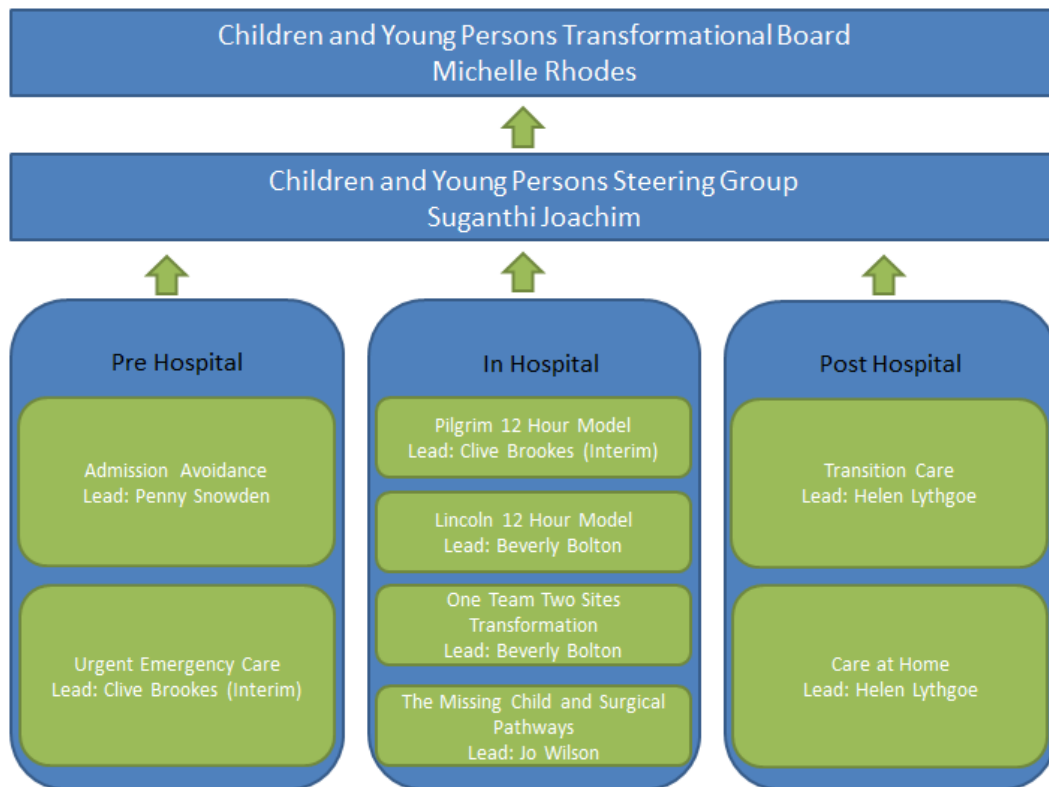 Children and Young Persons Transformational Board
Michelle Rhodes
Children and Young Persons Steering Group
Suganthi Joachim
Pre Hospital
Admission Avoidance
Lead: Penny Snowden
Urgent Emergency Care
Lead: Clive Brookes (Interim)
In Hospital
Pilgrim 12 Hour Model
Lead: Clive Brookes (Interim)
Lincoln 12 Hour Model
Lead: Beverly Bolton
One Team Two Sites
Transformation
Lead: Beverly Bolton
The Missing Child and Surgical
Pathways
Lead: Jo Wilson
Post Hospital
Transition Care
Lead: Helen Lythgoe
Care at Home
Lead: Helen Lythgoe